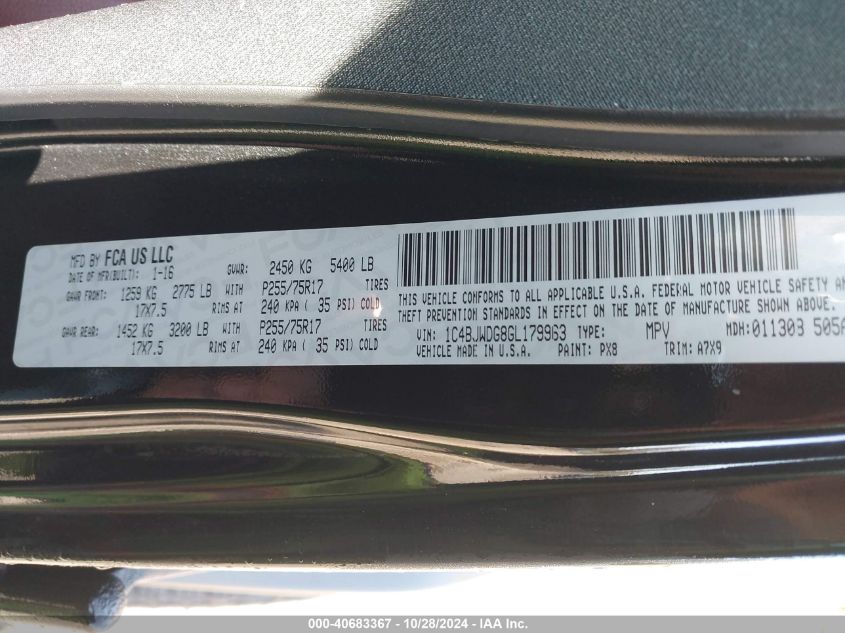 MFD BY FCA US LLC
DATE OF MFR(BUILT): 1-16 GVWR: 2450 KG 5400 LB
GAWR FRONT: 1259 KG 2775 LB WITH P255/75R17 TIRES
17X7.5 RIMS AT 240 KPA ( 35 PSI) COLD
GAWR REAR: 1452 KG 3200 LB WITH P255/75R17 TIRES
17X7.5 RIMS AT 240 KPA ( 35 PSI) COLD
THIS VEHICLE CONFORMS TO ALL APPLICABLE U.S.A. FEDERAL MOTOR VEHICLE SAFETY
THEFT PREVENTION STANDARDS IN EFFECT ON THE DATE OF MANUFACTURE SHOWN ABOVE.
VIN: 1C4BJWDG8GL179963 TYPE: MPV MDH:011303 505
VEHICLE MADE IN U.S.A. PAINT: PX8 TRIM: A7X9
000-40683367 - 10/28/2024 - IAA Inc.